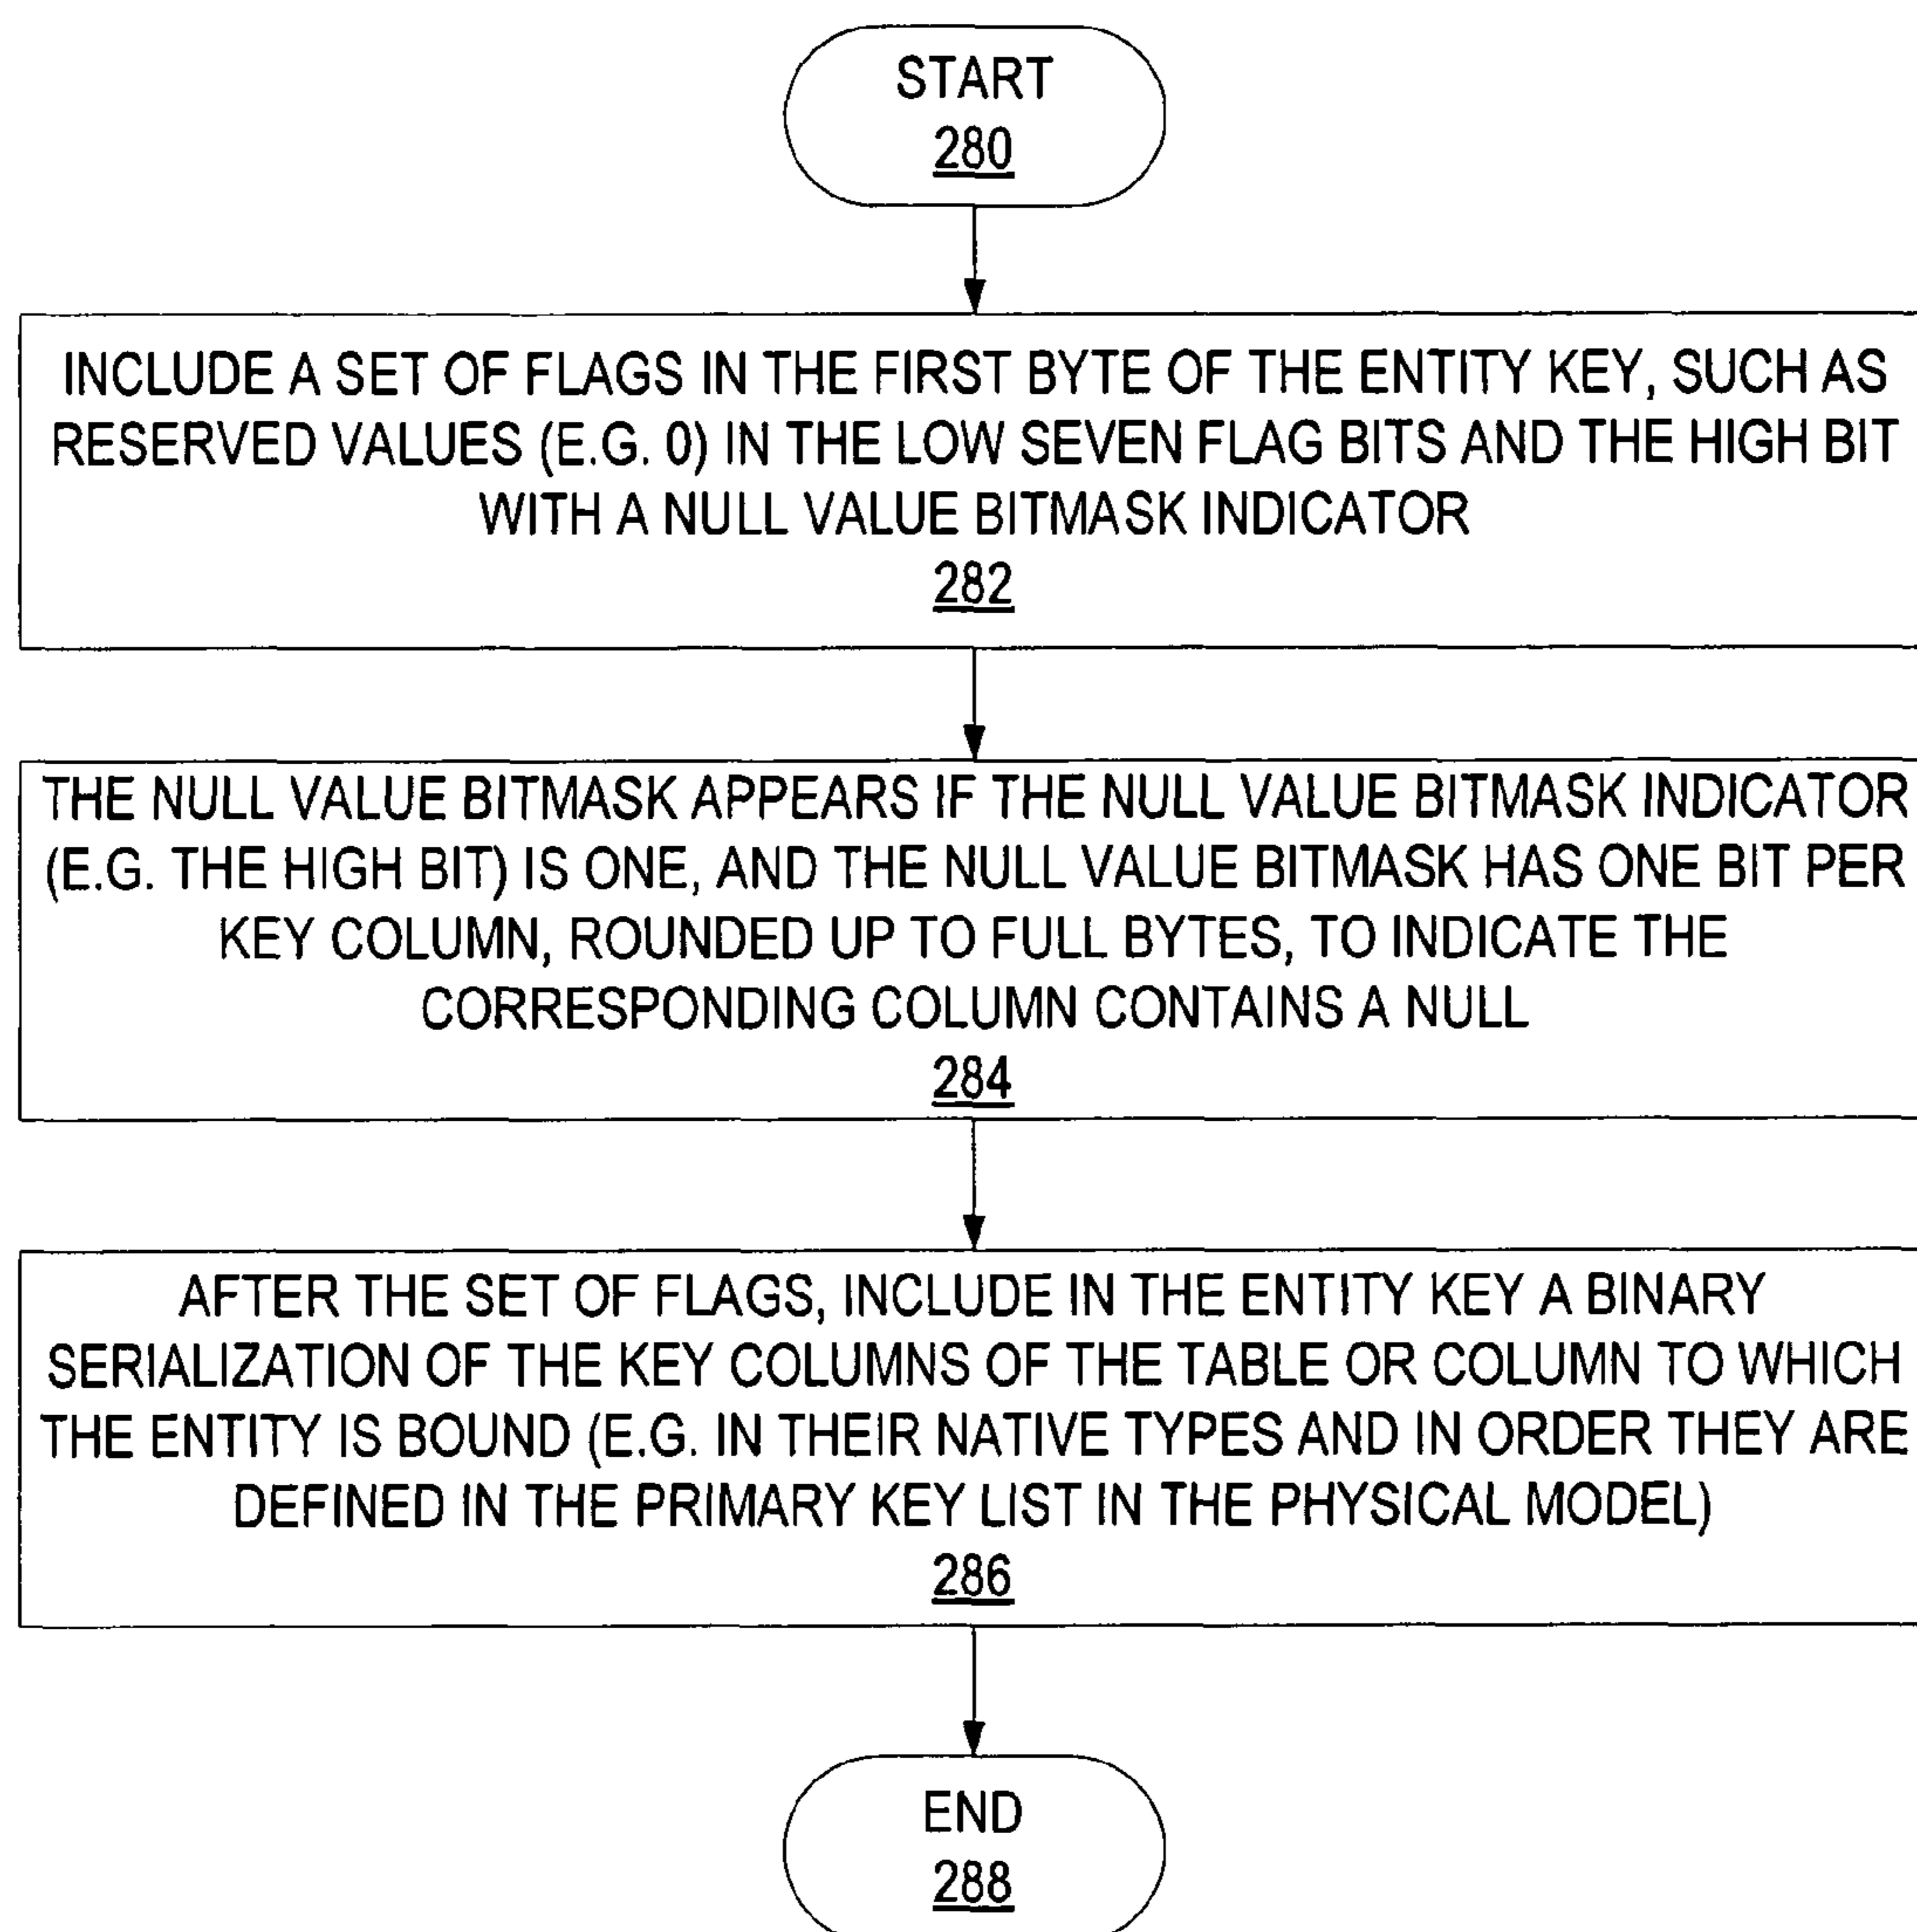 START
280
INCLUDE A SET OF FLAGS IN THE FIRST BYTE OF THE ENTITY KEY, SUCH AS
RESERVED VALUES (E.G. 0) IN THE LOW SEVEN FLAG BITS AND THE HIGH BIT
WITH A NULL VALUE BITMASK INDICATOR
282
THE NULL VALUE BITMASK APPEARS IF THE NULL VALUE BITMASK INDICATOR
(E.G. THE HIGH BIT) IS ONE, AND THE NULL VALUE BITMASK HAS ONE BIT PER
KEY COLUMN, ROUNDED UP TO FULL BYTES, TO INDICATE THE
CORRESPONDING COLUMN CONTAINS A NULL
284
AFTER THE SET OF FLAGS, INCLUDE IN THE ENTITY KEY A BINARY
SERIALIZATION OF THE KEY COLUMNS OF THE TABLE OR COLUMN TO WHICH
THE ENTITY IS BOUND (E.G. IN THEIR NATIVE TYPES AND IN ORDER THEY ARE
DEFINED IN THE PRIMARY KEY LIST IN THE PHYSICAL MODEL)
286
END
288